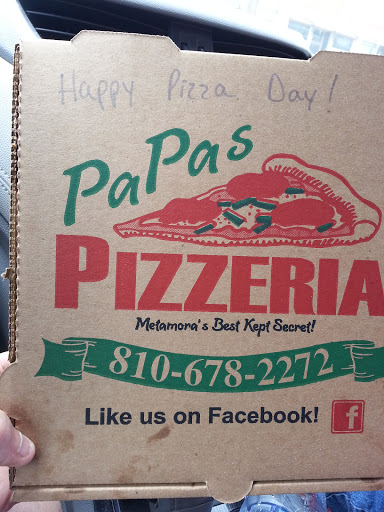 Happy Pizza Day!
PaPas
PIZZERIA
Metamora's Best Kept Secret!
810-678-2272
Like us on Facebook! f